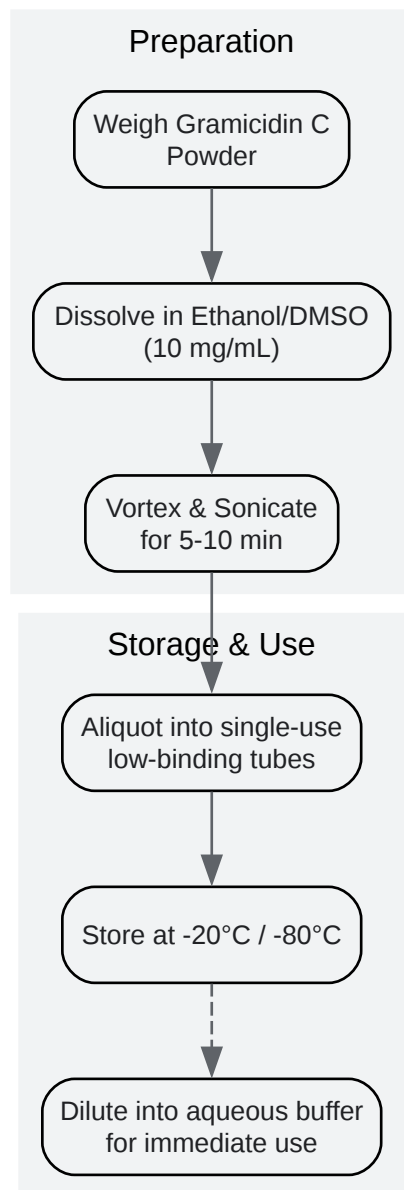 Preparation
Weigh Gramicidin C
Powder
Dissolve in Ethanol/DMSO
(10 mg/mL)
Vortex & Sonicate
for 5-10 min
Storage & Use
Aliquot into single-use
low-binding tubes
Store at -20°C / -80°C
Dilute into aqueous buffer
for immediate use